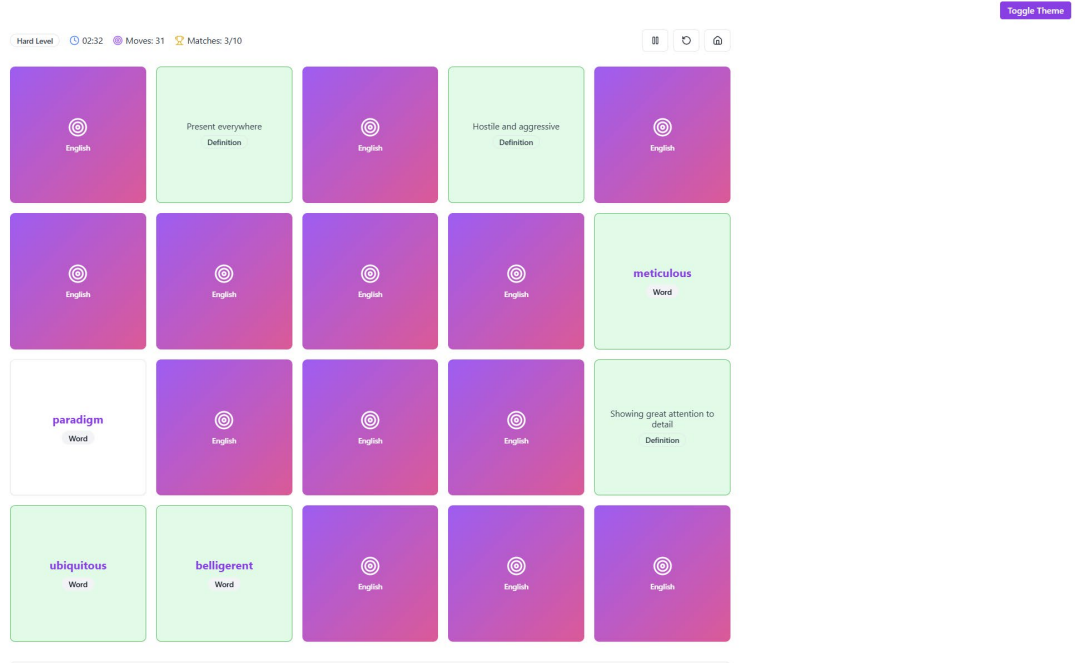 Toggle Theme
Hard Level 02:32 Moves: 31 Matches: 3/10
English
Present everywhere
Definition
English
Hostile and aggressive
Definition
English
English
English
English
English
meticulous
Word
paradigm
Word
English
English
English
Showing great attention to
detail
Definition
ubiquitous
Word
belligerent
Word
English
English
English